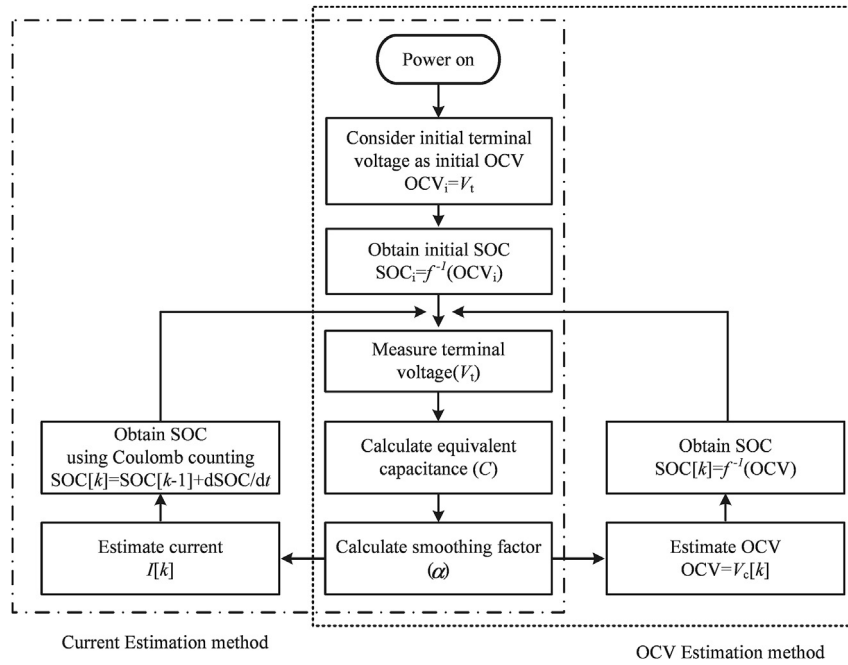 Power on
Consider initial terminal
voltage as initial OCV
OCVi=Vt
Obtain initial SOC
SOCi=f-1(OCVi)
Measure terminal
voltage(Vt)
Calculate equivalent
capacitance (C)
Calculate smoothing factor
(α)
Obtain SOC
using Coulomb counting
SOC[k]=SOC[k-1]+dSOC/dt
Estimate current
I[k]
Obtain SOC
SOC[k]=f-1(OCV)
Estimate OCV
OCV=Vc[k]
Current Estimation method
OCV Estimation method